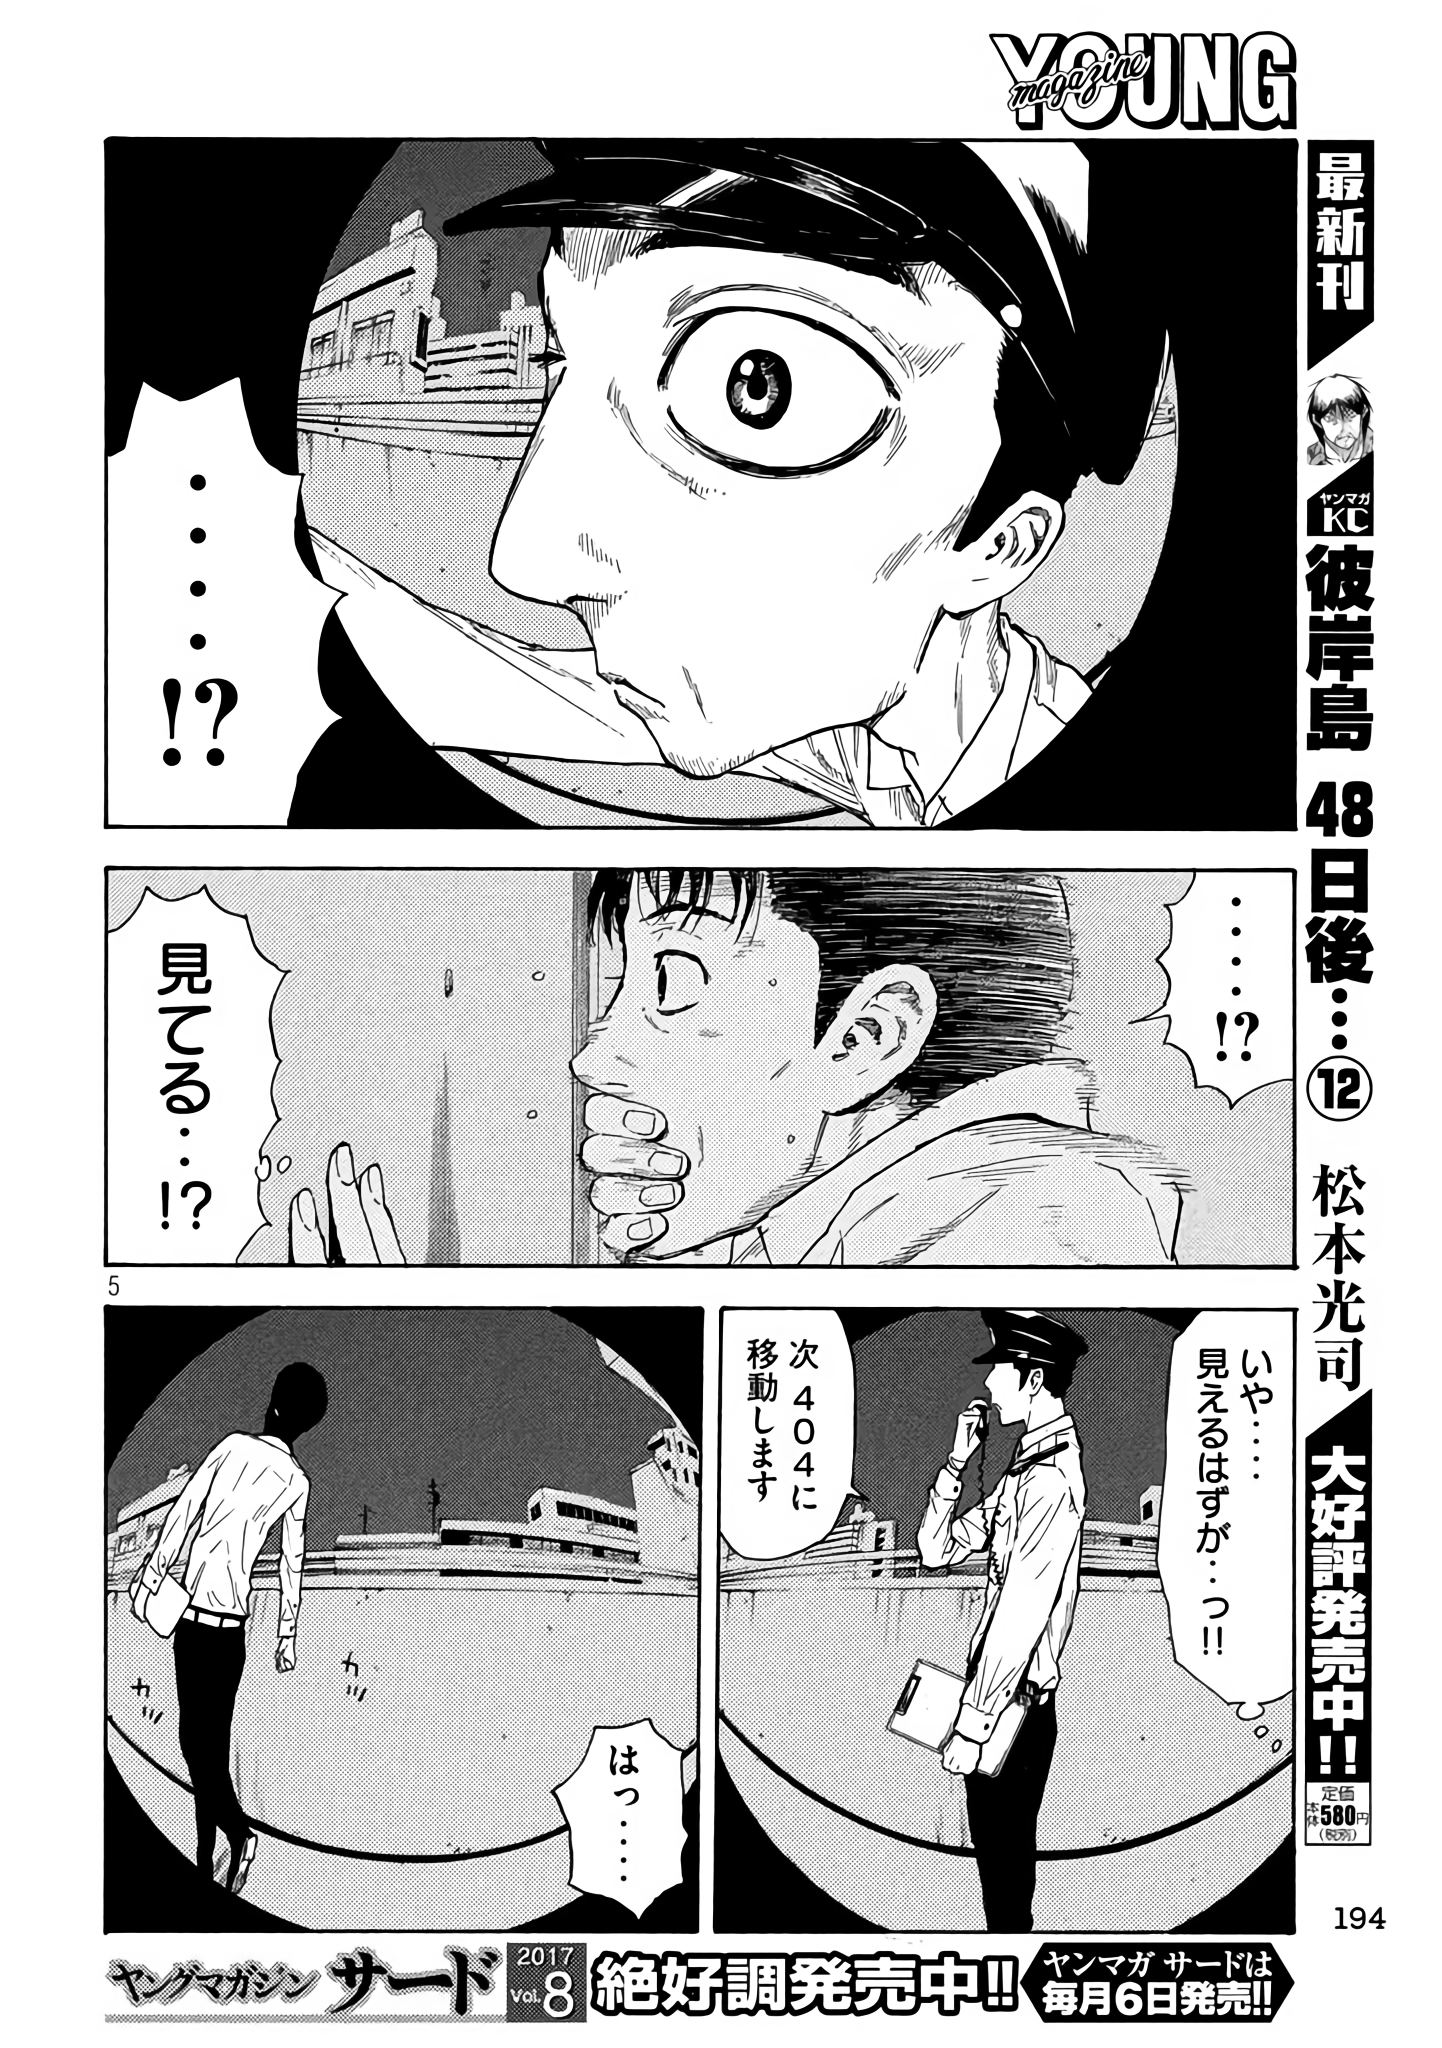 YOUNG
magazine
最新刊
ヤンマガ
KC
彼岸島 48日後…⑫
松本光司
大好評発売中!!
定価
本体580円
(税別)
・・・・!?
・・・・!?
見てる・・!?
5
いや・・・・
見えるはずが・・っ!!
次 404に
移動します
カッ
カッ
はっ・・・・・
194
ヤングマガジン サード
2017
Vol.8
絶好調発売中!!
ヤンマガ サードは
毎月6日発売!!